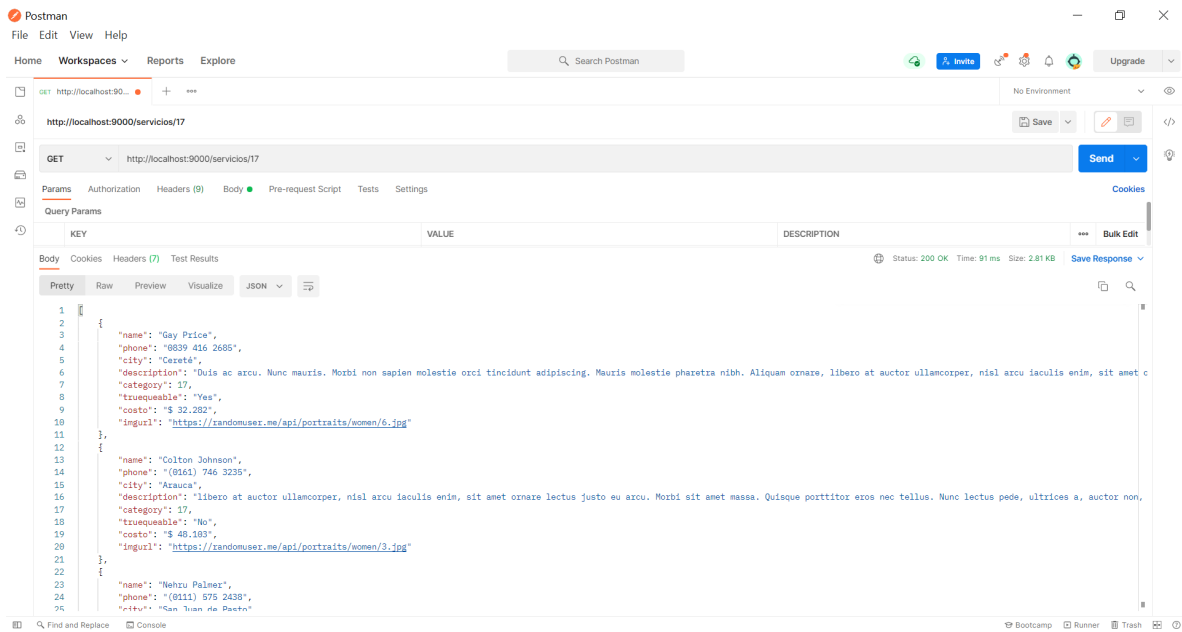 Postman
File Edit View Help
Home Workspaces Reports Explore Search Postman Invite Upgrade
GET http://localhost:90... No Environment
http://localhost:9000/servicios/17 Save
GET http://localhost:9000/servicios/17 Send
Params Authorization Headers (9) Body Pre-request Script Tests Settings Cookies
Query Params
KEY VALUE DESCRIPTION Bulk Edit
Body Cookies Headers (7) Test Results Status: 200 OK Time: 91 ms Size: 2.81 KB Save Response
Pretty Raw Preview Visualize JSON
1 [
2 {
3 "name": "Gay Price",
4 "phone": "0839 416 2685",
5 "city": "Cereté",
6 "description": "Duis ac arcu. Nunc mauris. Morbi non sapien molestie orci tincidunt adipiscing. Mauris molestie pharetra nibh. Aliquam ornare, libero at auctor ullamcorper, nisl arcu iaculis enim, sit amet
7 "category": 17,
8 "truequeable": "Yes",
9 "costo": "$ 32.282",
10 "imgurl": "https://randomuser.me/api/portraits/women/6.jpg"
11 },
12 {
13 "name": "Colton Johnson",
14 "phone": "(0161) 746 3235",
15 "city": "Arauca",
16 "description": "libero at auctor ullamcorper, nisl arcu iaculis enim, sit amet ornare lectus justo eu arcu. Morbi sit amet massa. Quisque porttitor eros nec tellus. Nunc lectus pede, ultrices a, auctor non,
17 "category": 17,
18 "truequeable": "No",
19 "costo": "$ 48.103",
20 "imgurl": "https://randomuser.me/api/portraits/women/3.jpg"
21 },
22 {
23 "name": "Nehru Palmer",
24 "phone": "(0111) 575 2438",
25 "city": "San Juan de Pasto"
Find and Replace Console Bootcamp Runner Trash